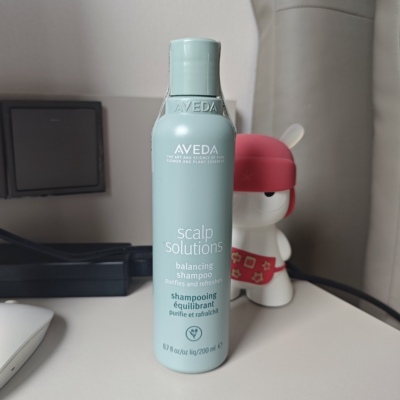 AVEDA
AVEDA
THE ART AND SCIENCE OF PURE
FLOWER AND PLANT ESSENCES
scalp
solutions
balancing
shampoo
purifies and refreshes
shampooing
équilibrant
purifie et rafraîchit
6.7 fl oz/oz liq/200 ml e